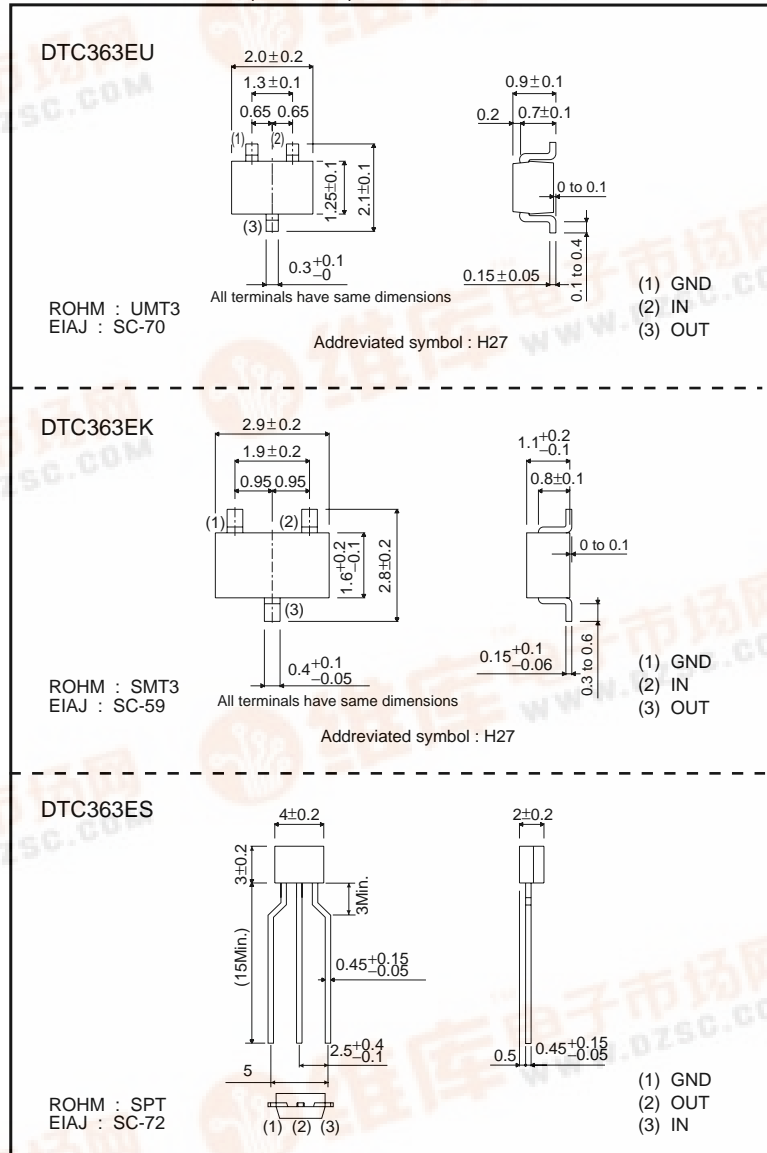 DTC363EU
2.0±0.2
1.3±0.1
0.65 0.65
(1) (2)
1.25±0.1
2.1±0.1
(3)
0.3+0.1 −0
All terminals have same dimensions
0.9±0.1
0.2 0.7±0.1
0 to 0.1
0.15±0.05
0.1 to 0.4
ROHM : UMT3
EIAJ : SC-70
Addreviated symbol : H27
(1) GND
(2) IN
(3) OUT
DTC363EK
2.9±0.2
1.9±0.2
0.95 0.95
(1) (2)
1.6+0.2 −0.1
2.8±0.2
(3)
0.4+0.1 −0.05
All terminals have same dimensions
1.1+0.2 −0.1
0.8±0.1
0 to 0.1
0.15+0.1 −0.06
0.3 to 0.6
ROHM : SMT3
EIAJ : SC-59
Addreviated symbol : H27
(1) GND
(2) IN
(3) OUT
DTC363ES
4±0.2
3±0.2
3Min.
(15Min.)
0.45+0.15 −0.05
2.5+0.4 −0.1
5
(1) (2) (3)
2±0.2
0.5 0.45+0.15 −0.05
ROHM : SPT
EIAJ : SC-72
(1) GND
(2) OUT
(3) IN
维库电子市场网
WWW.DZSC.COM